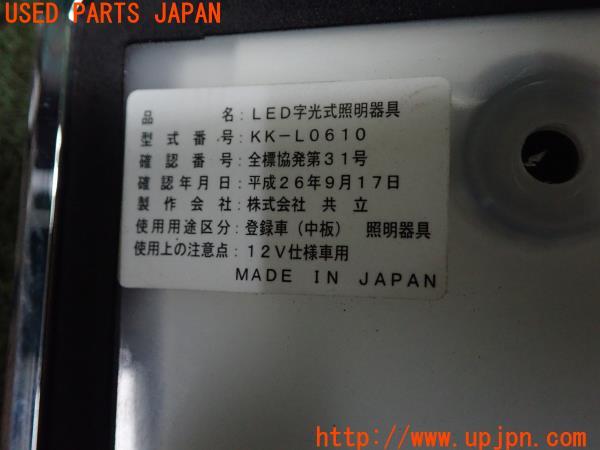 USED PARTS JAPAN
品　　　　名：LED字光式照明器具
型式番号：KK－L0610
確認番号：全標協発第31号
確認年月日：平成26年9月17日
製作会社：株式会社　共立
使用用途区分：登録車（中板）　照明器具
使用上の注意点：12V仕様車用
MADE IN JAPAN
http://www.upjpn.com/